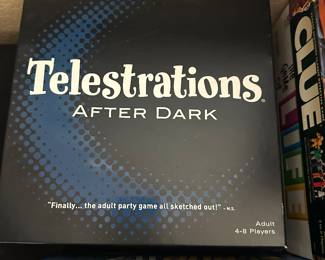 Telestrations®
AFTER DARK
"Finally... the adult party game all sketched out!" - M.S.
Adult
4-8 Players
CLUE